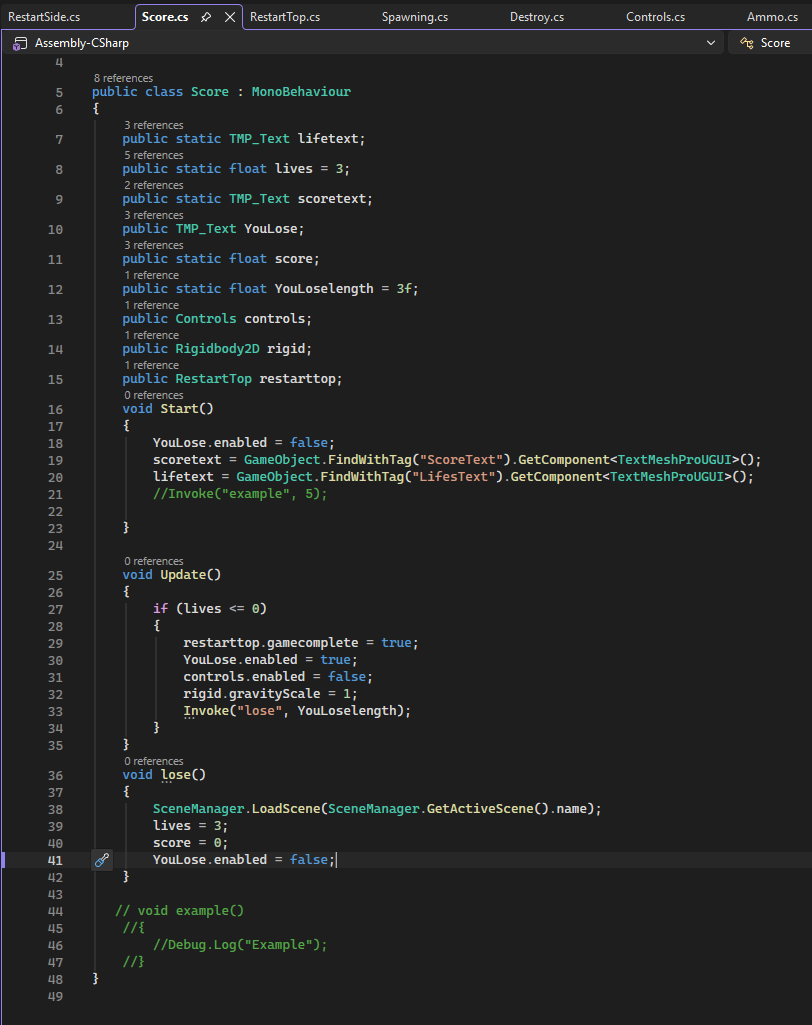 RestartSide.cs Score.cs RestartTop.cs Spawning.cs Destroy.cs Controls.cs Ammo.cs
Assembly-CSharp Score
4
8 references
5 public class Score : MonoBehaviour
6 {
3 references
7 public static TMP_Text lifetext;
5 references
8 public static float lives = 3;
2 references
9 public static TMP_Text scoretext;
3 references
10 public TMP_Text YouLose;
3 references
11 public static float score;
1 reference
12 public static float YouLoselength = 3f;
1 reference
13 public Controls controls;
1 reference
14 public Rigidbody2D rigid;
1 reference
15 public RestartTop restarttop;
0 references
16 void Start()
17 {
18 YouLose.enabled = false;
19 scoretext = GameObject.FindWithTag("ScoreText").GetComponent<TextMeshProUGUI>();
20 lifetext = GameObject.FindWithTag("LifesText").GetComponent<TextMeshProUGUI>();
21 //Invoke("example", 5);
22
23 }
24
0 references
25 void Update()
26 {
27 if (lives <= 0)
28 {
29 restarttop.gamecomplete = true;
30 YouLose.enabled = true;
31 controls.enabled = false;
32 rigid.gravityScale = 1;
33 Invoke("lose", YouLoselength);
34 }
35 }
0 references
36 void lose()
37 {
38 SceneManager.LoadScene(SceneManager.GetActiveScene().name);
39 lives = 3;
40 score = 0;
41 YouLose.enabled = false;
42 }
43
44 // void example()
45 //{
46 //Debug.Log("Example");
47 //}
48 }
49